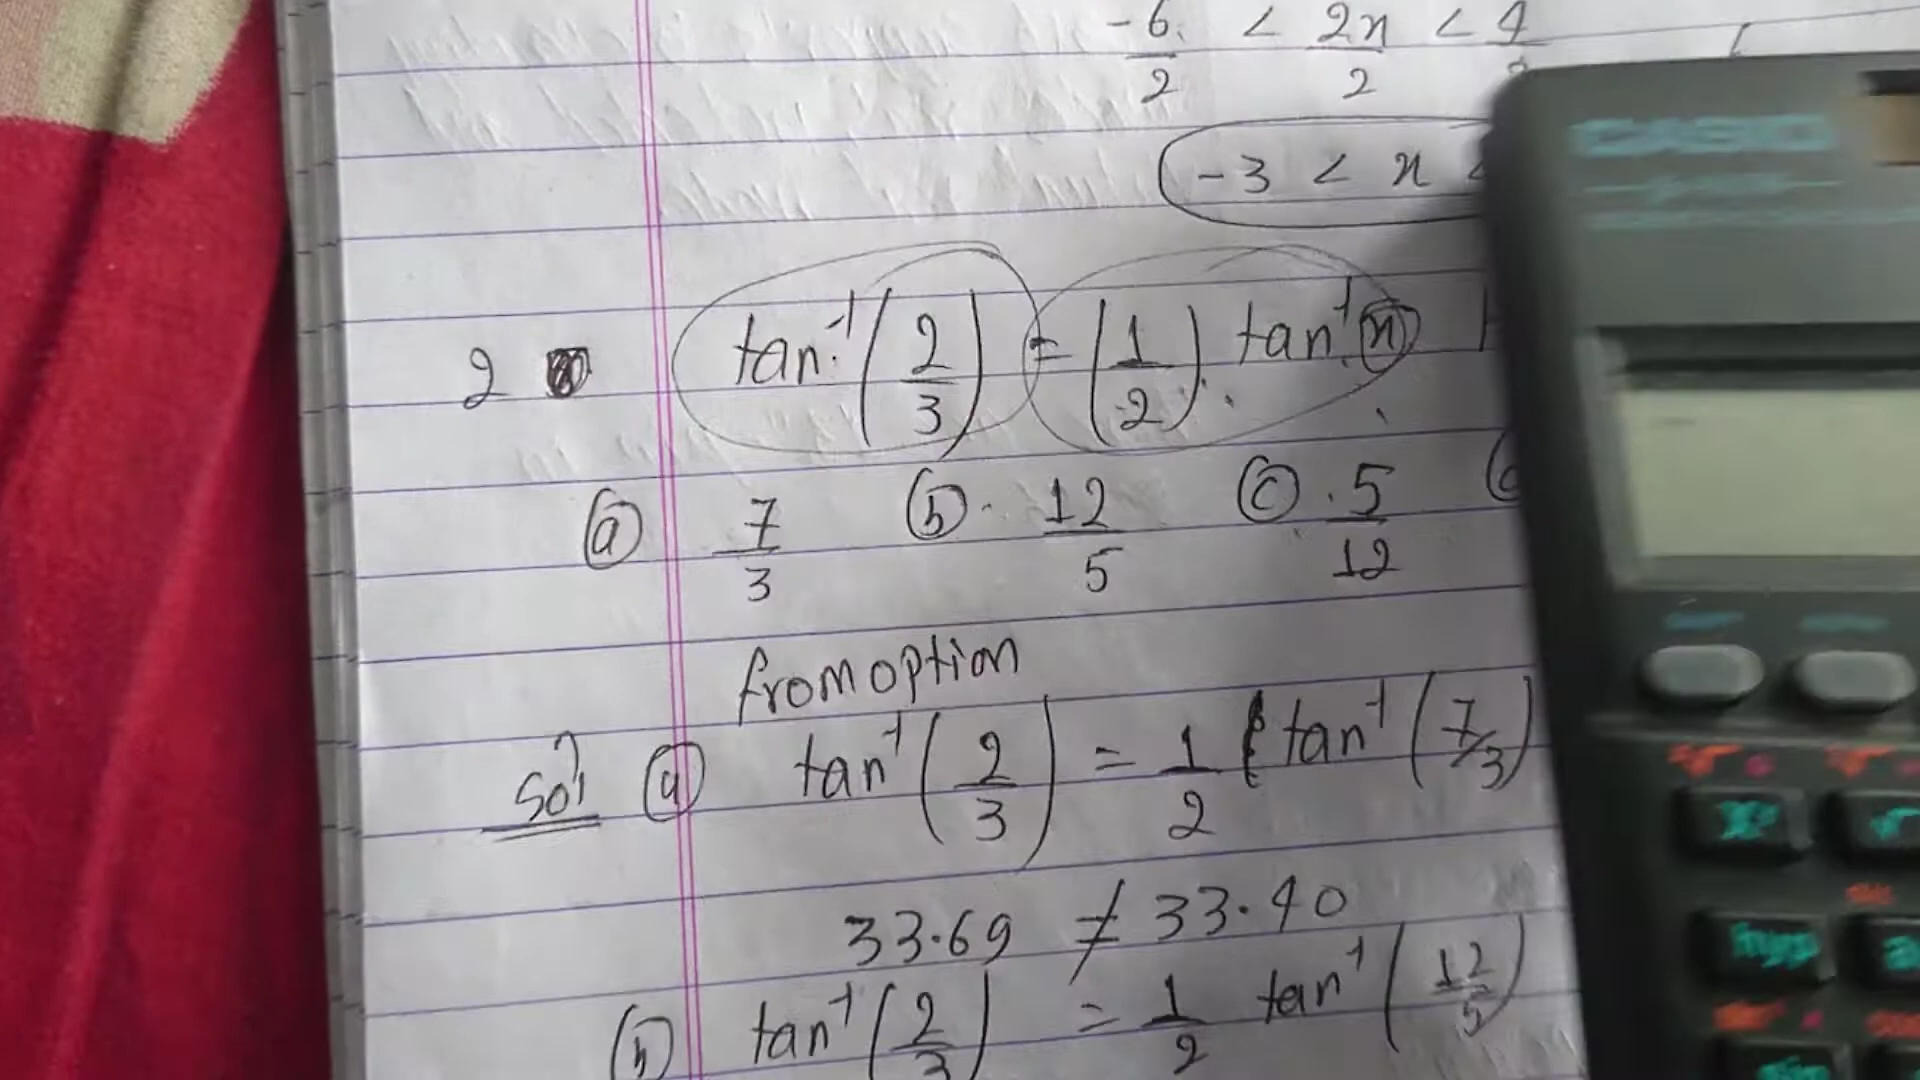 -6/2 < 2x/2 < 4
-3 < x <
CASIO
2 tan⁻¹(2/3) = (1/2) tan⁻¹(x)
(a) 7/3 (b) 12/5 (c) 5/12
from option
Solⁿ (a) tan⁻¹(2/3) = 1/2 tan⁻¹(7/3)
33.69 ≠ 33.40
(b) tan⁻¹(2/3) = 1/2 tan⁻¹(12/5)
hyp